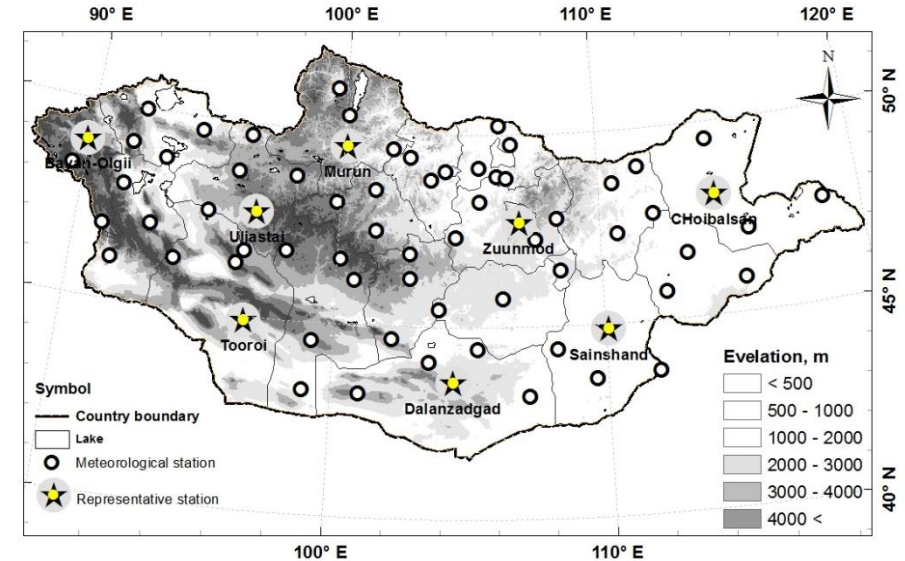 90° E 100° E 110° E 120° E
N
50° N
Bayan-Olgii
Murun
CHoibalsan
Uliastai
Zuunmod
45° N
Tooroi
Sainshand
Dalanzadgad
Symbol
Country boundary
Lake
Meteorological station
Representative station
Evelation, m
< 500
500 - 1000
1000 - 2000
2000 - 3000
3000 - 4000
4000 <
40° N
100° E 110° E